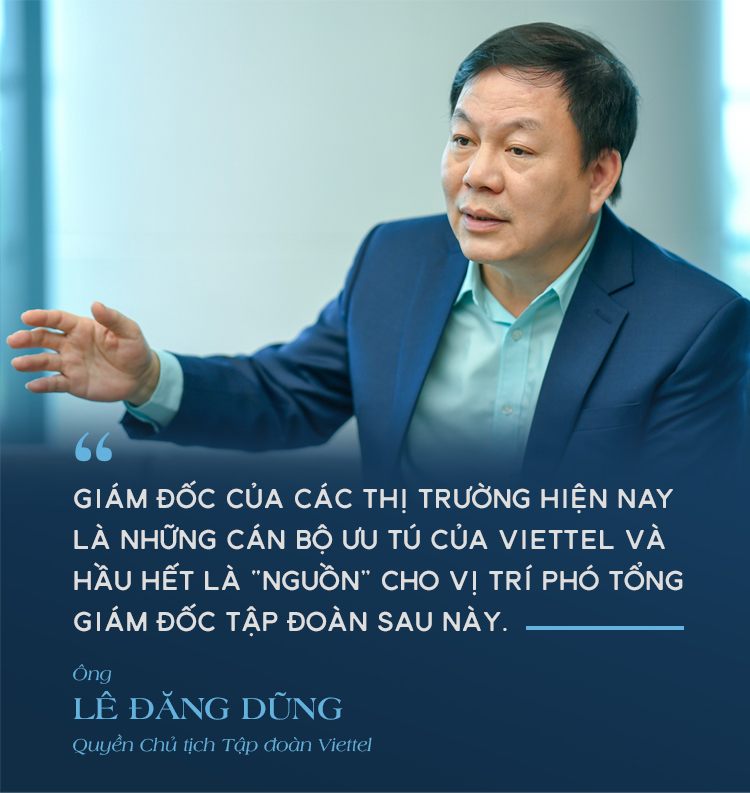 “
GIÁM ĐỐC CỦA CÁC THỊ TRƯỜNG HIỆN NAY
LÀ NHỮNG CÁN BỘ ƯU TÚ CỦA VIETTEL VÀ
HẦU HẾT LÀ "NGUỒN" CHO VỊ TRÍ PHÓ TỔNG
GIÁM ĐỐC TẬP ĐOÀN SAU NÀY.
Ông
LÊ ĐĂNG DŨNG
Quyền Chủ tịch Tập đoàn Viettel